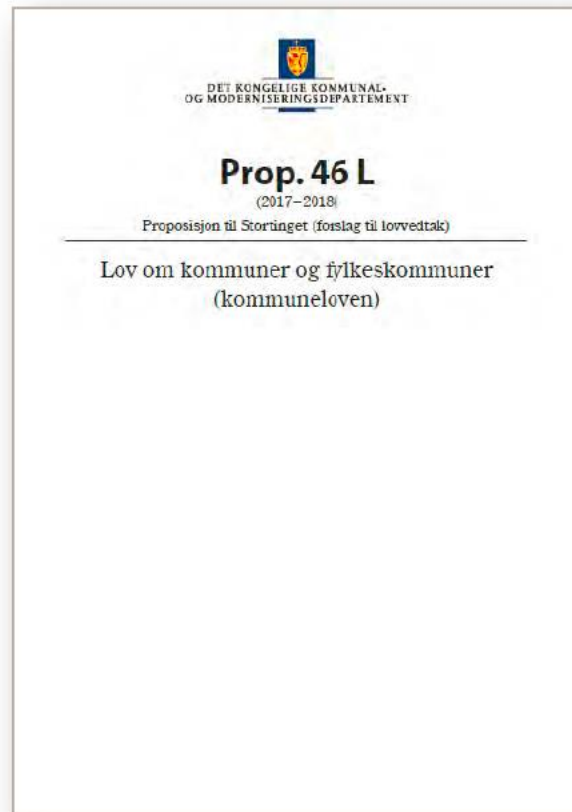 DET KONGELIGE KOMMUNAL-
OG MODERNISERINGSDEPARTEMENT
Prop. 46 L
(2017–2018)
Proposisjon til Stortinget (forslag til lovvedtak)
Lov om kommuner og fylkeskommuner
(kommuneloven)